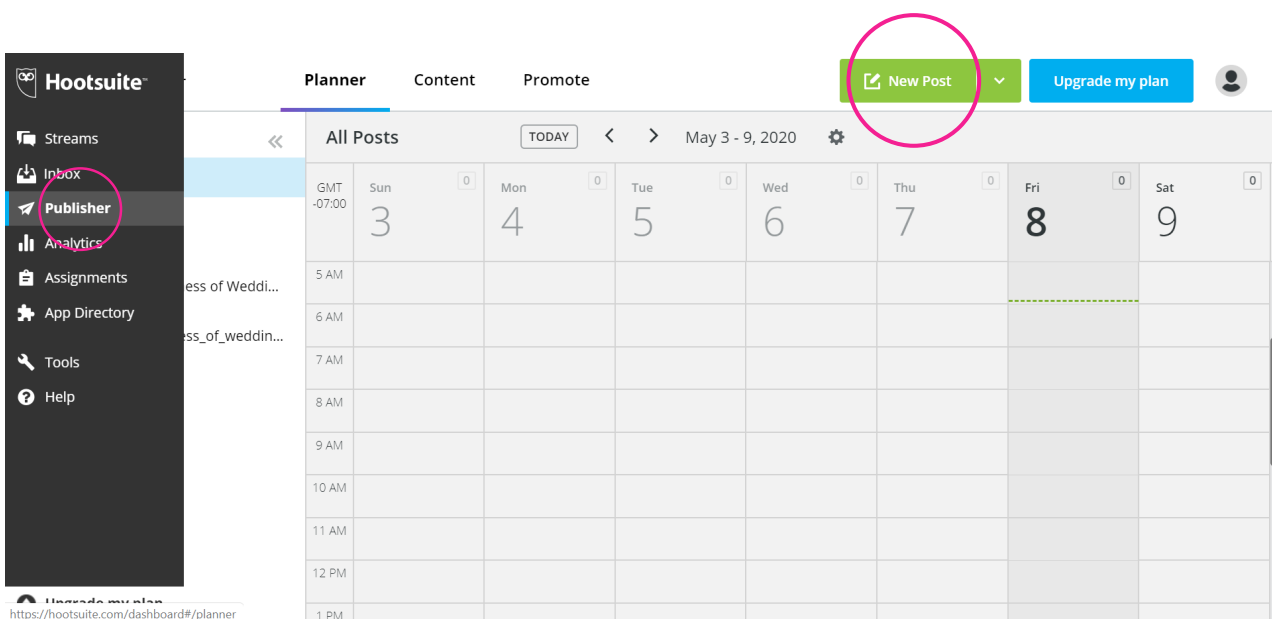 Hootsuite™
Streams
Inbox
Publisher
Analytics
Assignments
App Directory
Tools
Help
Upgrade my plan
https://hootsuite.com/dashboard#/planner
ess of Weddi...
ess_of_weddin...
Planner Content Promote
New Post Upgrade my plan
All Posts TODAY May 3 - 9, 2020
GMT -07:00
Sun 0
3
Mon 0
4
Tue 0
5
Wed 0
6
Thu 0
7
Fri 0
8
Sat 0
9
5 AM
6 AM
7 AM
8 AM
9 AM
10 AM
11 AM
12 PM
1 PM